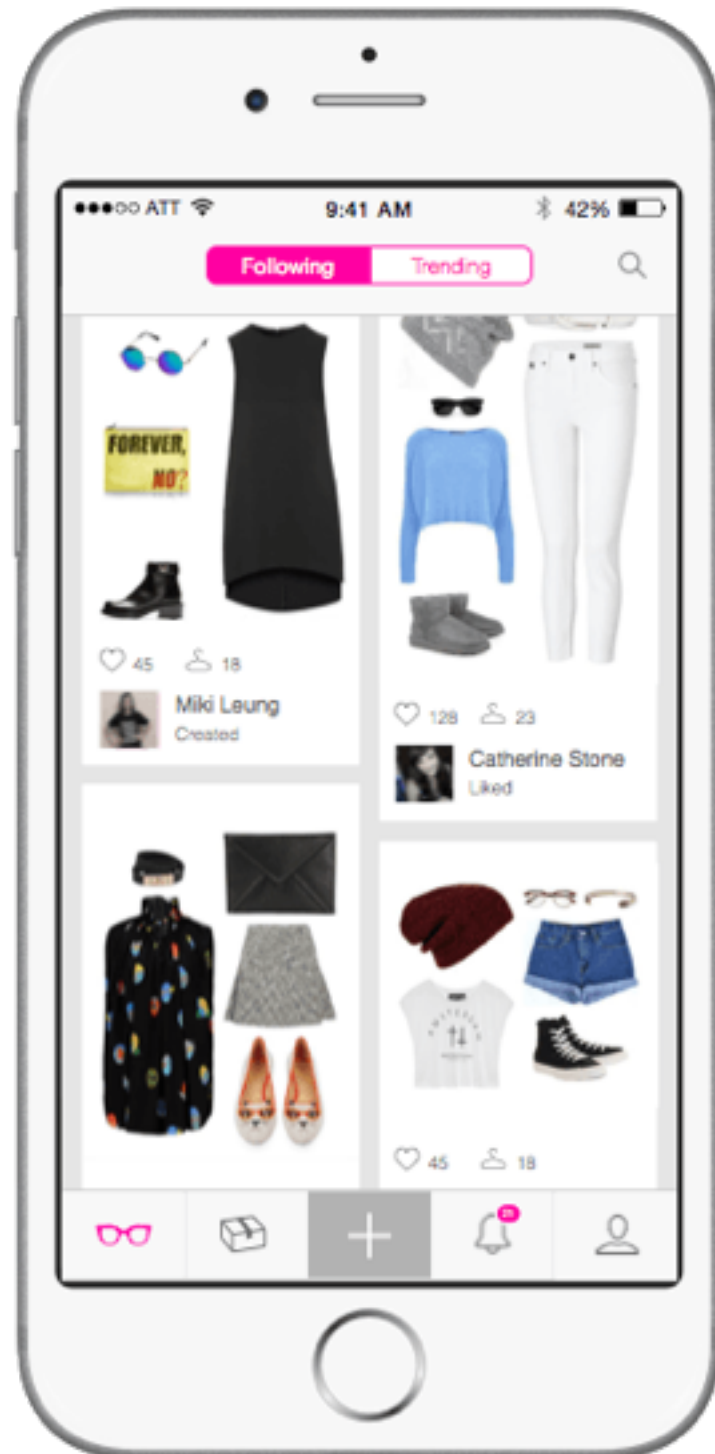 ATT
9:41 AM
42%
Following
Trending
FOREVER,
NO?
45
18
Miki Leung
Created
128
23
Catherine Stone
Liked
45
18